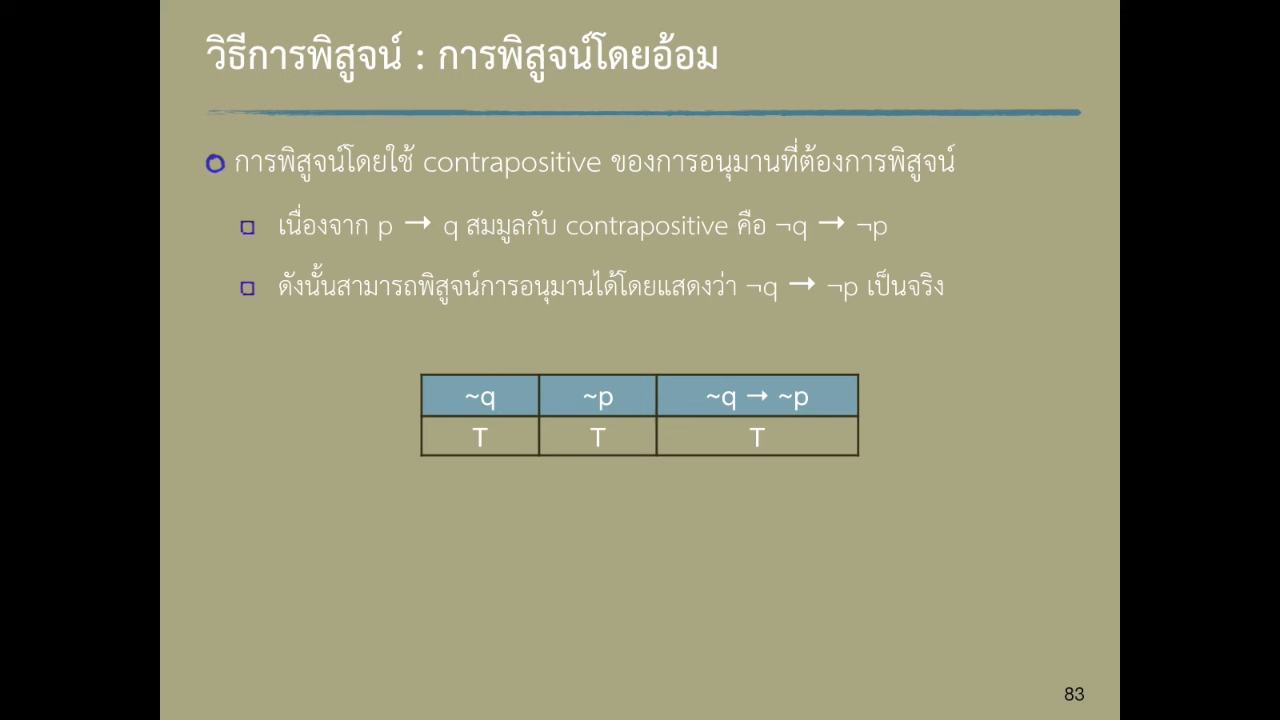 วิธีการพิสูจน์ : การพิสูจน์โดยอ้อม
การพิสูจน์โดยใช้ contrapositive ของการอนุมานที่ต้องการพิสูจน์
เนื่องจาก p → q สมมูลกับ contrapositive คือ ¬q → ¬p
ดังนั้นสามารถพิสูจน์การอนุมานได้โดยแสดงว่า ¬q → ¬p เป็นจริง
~q ~p ~q → ~p
T T T
83